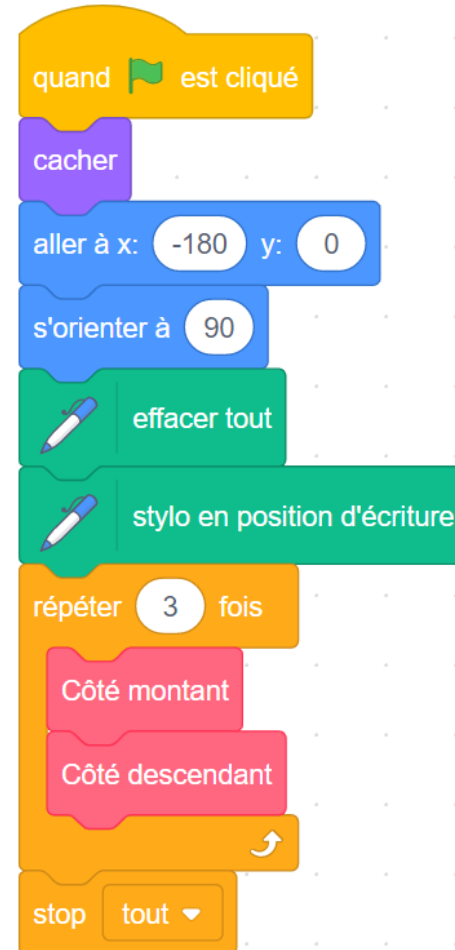 quand est cliqué
cacher
aller à x: -180 y: 0
s'orienter à 90
effacer tout
stylo en position d'écriture
répéter 3 fois
Côté montant
Côté descendant
stop tout